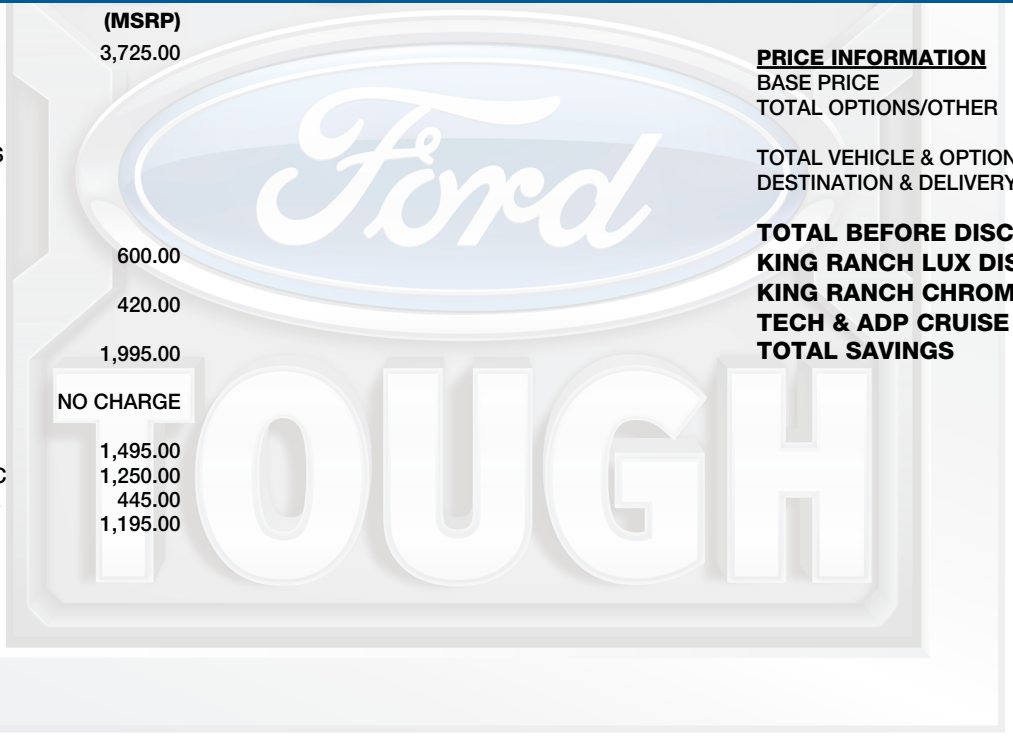 (MSRP)
3,725.00
S
600.00
420.00
1,995.00
NO CHARGE
1,495.00
C 1,250.00
445.00
1,195.00
PRICE INFORMATION
BASE PRICE
TOTAL OPTIONS/OTHER
TOTAL VEHICLE & OPTION
DESTINATION & DELIVERY
TOTAL BEFORE DISC
KING RANCH LUX DIS
KING RANCH CHROM
TECH & ADP CRUISE
TOTAL SAVINGS
Ford
TOUGH